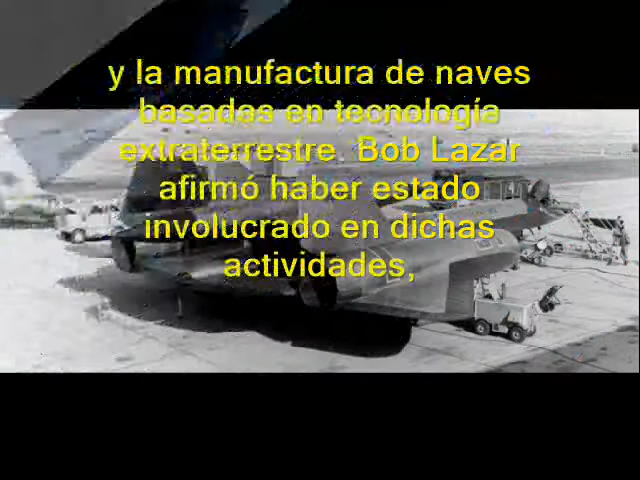 y la manufactura de naves
basadas en tecnología
extraterrestre. Bob Lazar
afirmó haber estado
involucrado en dichas
actividades,